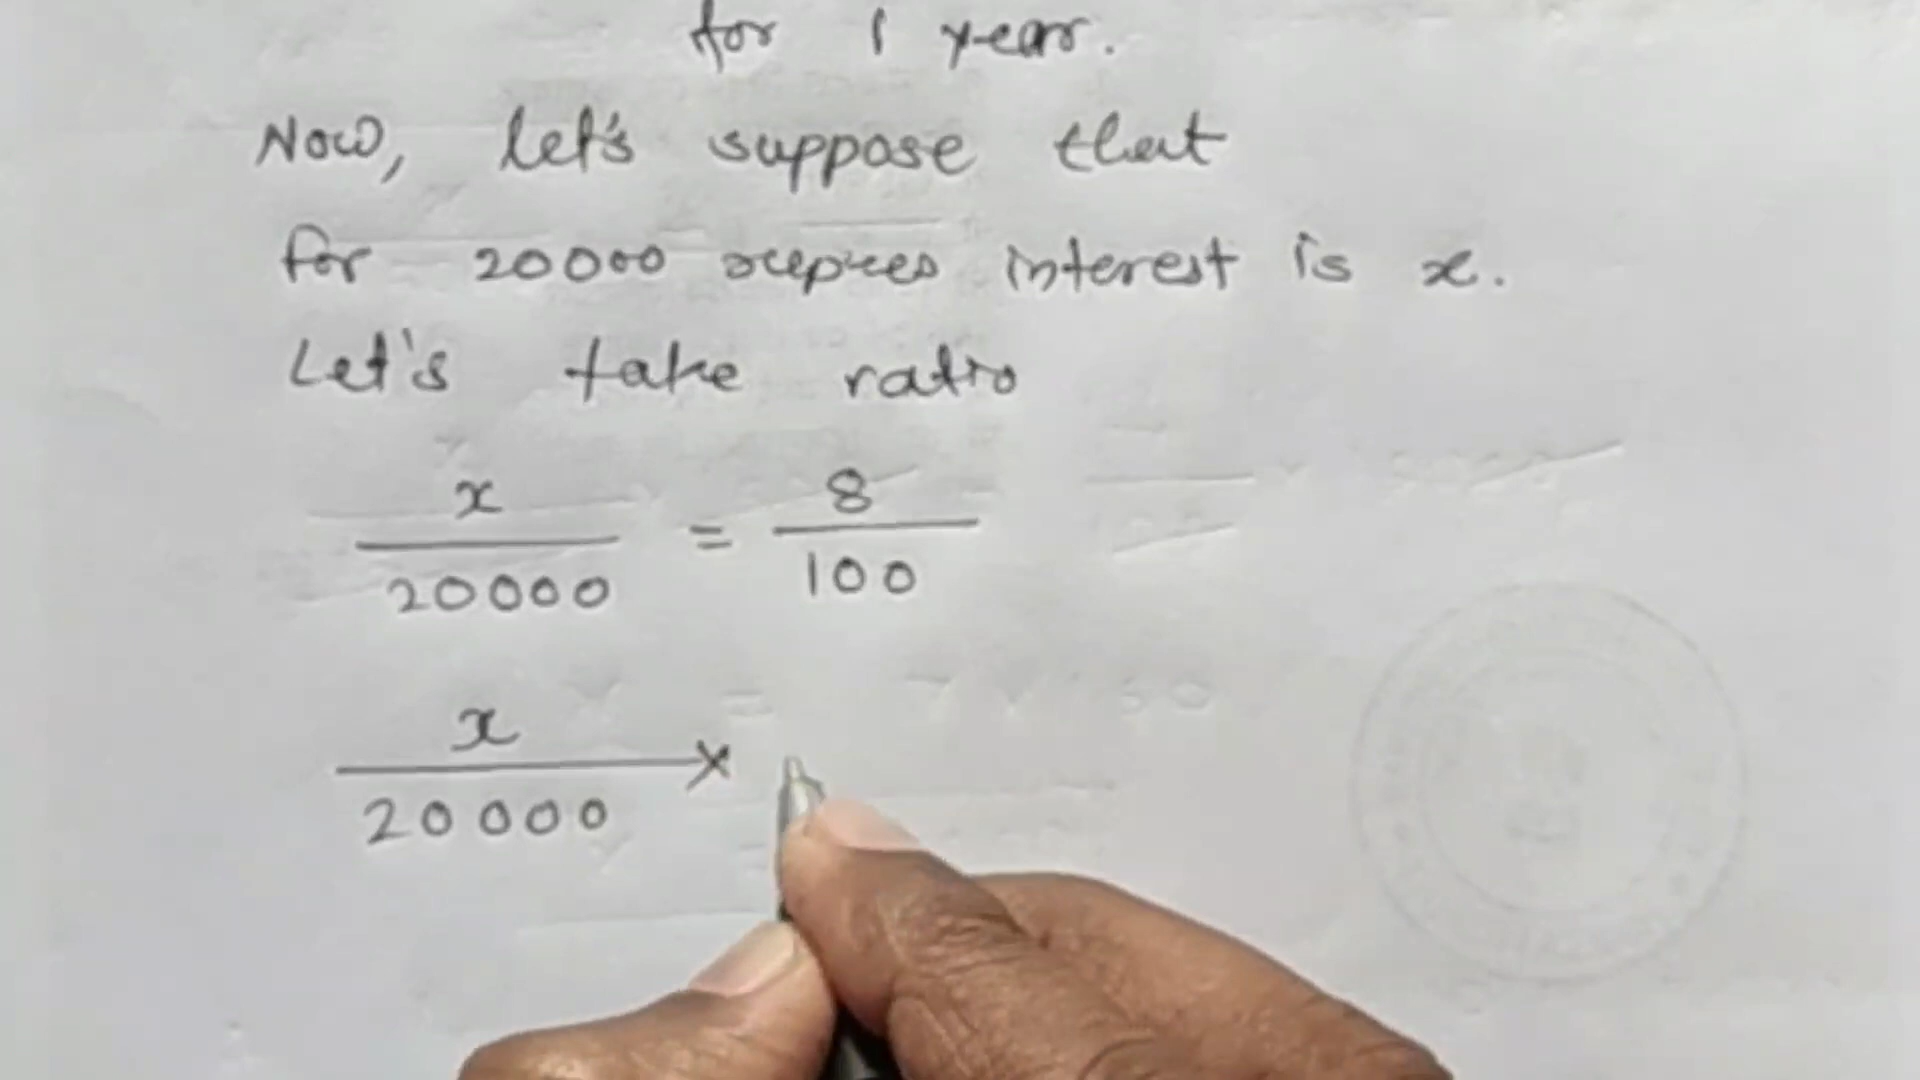 for 1 year.
Now, let's suppose that
for 20000 rupees interest is x.
Let's take ratio
x/20000 = 8/100
x/20000 ×